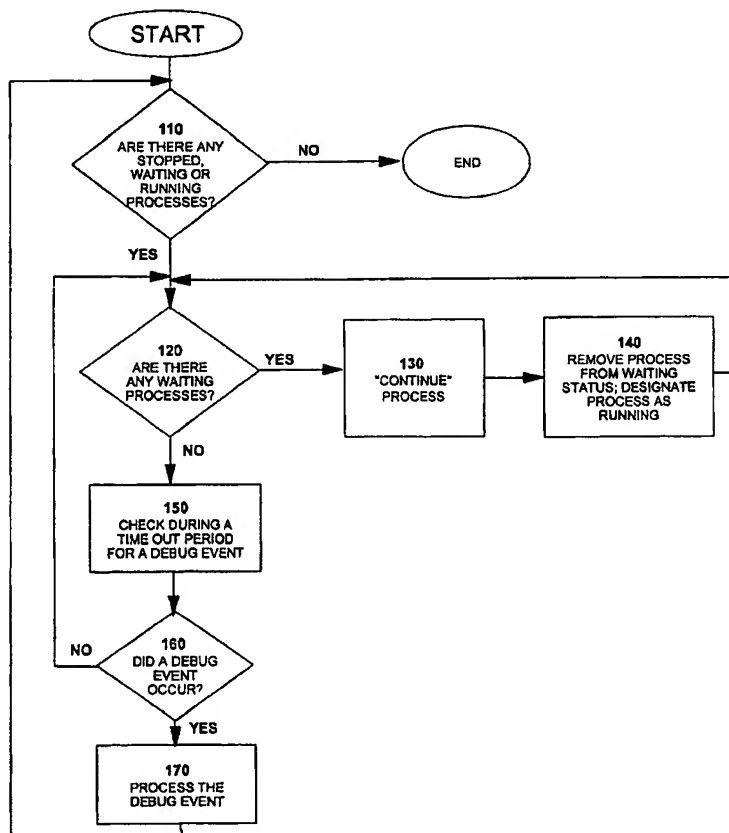 START
110
ARE THERE ANY
STOPPED,
WAITING OR
RUNNING
PROCESSES?
NO
END
YES
120
ARE THERE
ANY WAITING
PROCESSES?
YES
130
"CONTINUE"
PROCESS
140
REMOVE PROCESS
FROM WAITING
STATUS; DESIGNATE
PROCESS AS
RUNNING
NO
150
CHECK DURING A
TIME OUT PERIOD
FOR A DEBUG EVENT
NO
160
DID A DEBUG
EVENT
OCCUR?
YES
170
PROCESS THE
DEBUG EVENT